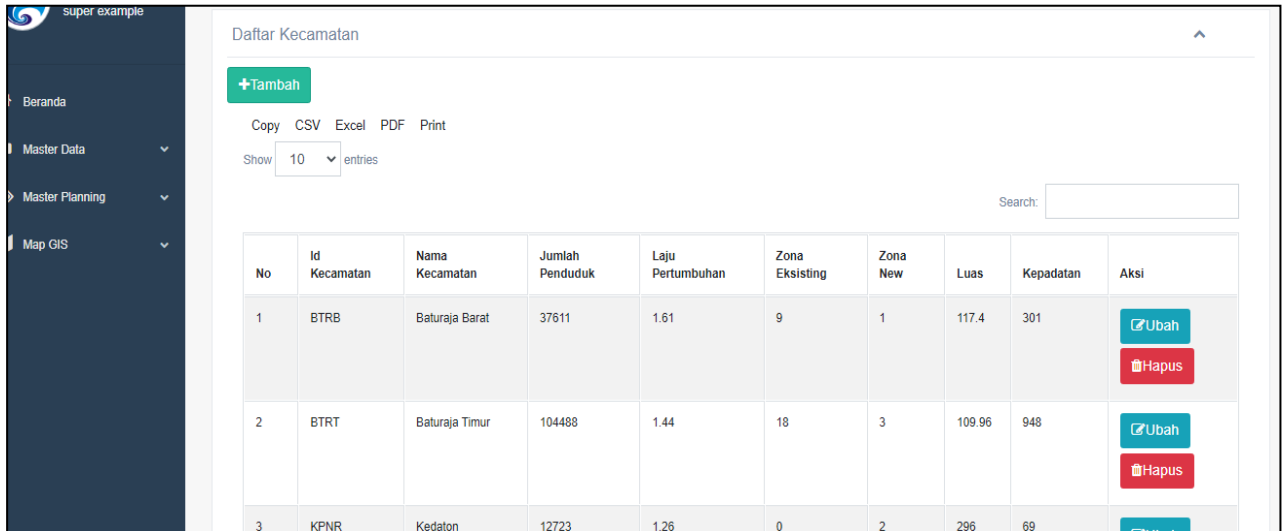 super example
Beranda
Master Data
Master Planning
Map GIS
Daftar Kecamatan
+Tambah
Copy CSV Excel PDF Print
Show 10 entries
Search:
No Id Kecamatan Nama Kecamatan Jumlah Penduduk Laju Pertumbuhan Zona Eksisting Zona New Luas Kepadatan Aksi
1 BTRB Baturaja Barat 37611 1.61 9 1 117.4 301 Ubah
Hapus
2 BTRT Baturaja Timur 104488 1.44 18 3 109.96 948 Ubah
Hapus
3 KPNR Kedaton 12723 1.26 0 2 296 69